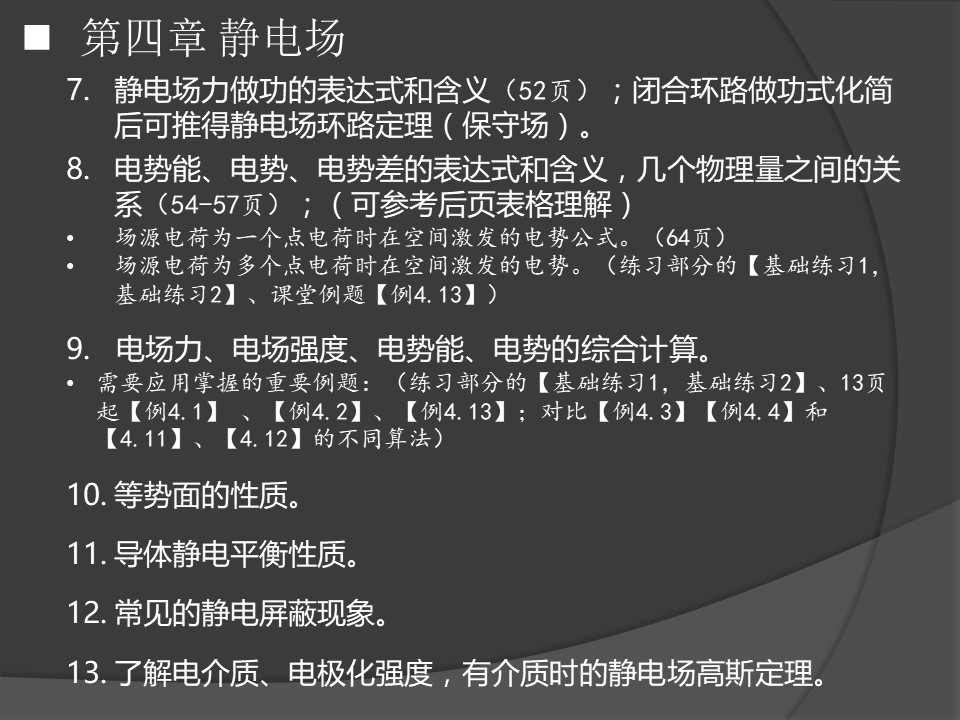 ■ 第四章 静电场
7. 静电场力做功的表达式和含义（52页）；闭合环路做功式化简
后可推得静电场环路定理（保守场）。
8. 电势能、电势、电势差的表达式和含义，几个物理量之间的关
系（54-57页）；（可参考后页表格理解）
• 场源电荷为一个点电荷时在空间激发的电势公式。（64页）
• 场源电荷为多个点电荷时在空间激发的电势。（练习部分的【基础练习1，
基础练习2】、课堂例题【例4.13】）
9. 电场力、电场强度、电势能、电势的综合计算。
• 需要应用掌握的重要例题：（练习部分的【基础练习1，基础练习2】、13页
起【例4.1】 、【例4.2】、【例4.13】；对比【例4.3】【例4.4】和
【4.11】、【4.12】的不同算法）
10. 等势面的性质。
11. 导体静电平衡性质。
12. 常见的静电屏蔽现象。
13. 了解电介质、电极化强度，有介质时的静电场高斯定理。